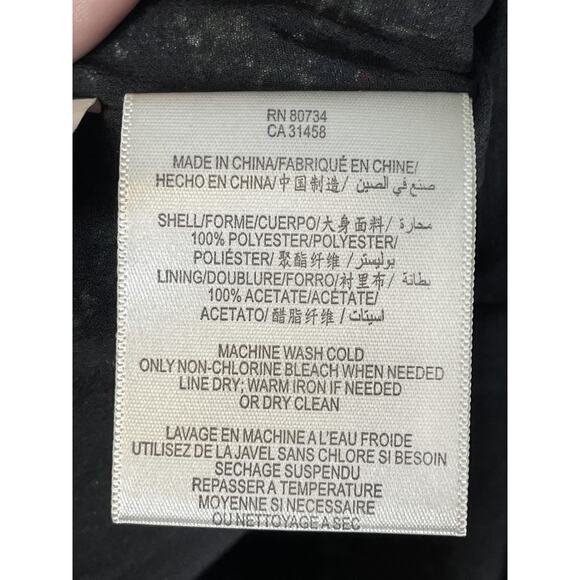 RN 80734
CA 31458
MADE IN CHINA/FABRIQUÉ EN CHINE/
HECHO EN CHINA/中国制造/ صنع في الصين
SHELL/FORME/CUERPO/大身面料/ محارة
100% POLYESTER/POLYESTER/
POLIÉSTER/ 聚酯纤维 /بوليستر
LINING/DOUBLURE/FORRO/衬里布/ بطانة
100% ACETATE/ACÉTATE/
ACETATO/ 醋脂纤维 / اسيتات
MACHINE WASH COLD
ONLY NON-CHLORINE BLEACH WHEN NEEDED
LINE DRY; WARM IRON IF NEEDED
OR DRY CLEAN
LAVAGE EN MACHINE A L'EAU FROIDE
UTILISEZ DE LA JAVEL SANS CHLORE SI BESOIN
SECHAGE SUSPENDU
REPASSER A TEMPERATURE
MOYENNE SI NECESSAIRE
OU NETTOYAGE A SEC